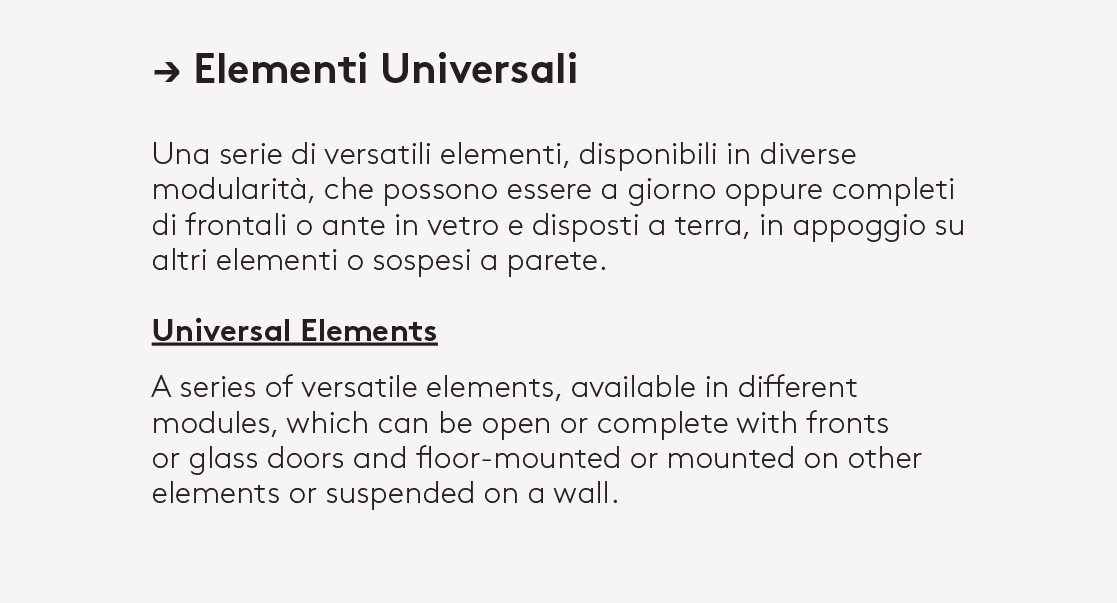 → Elementi Universali
Una serie di versatili elementi, disponibili in diverse
modularità, che possono essere a giorno oppure completi
di frontali o ante in vetro e disposti a terra, in appoggio su
altri elementi o sospesi a parete.
Universal Elements
A series of versatile elements, available in different
modules, which can be open or complete with fronts
or glass doors and floor-mounted or mounted on other
elements or suspended on a wall.